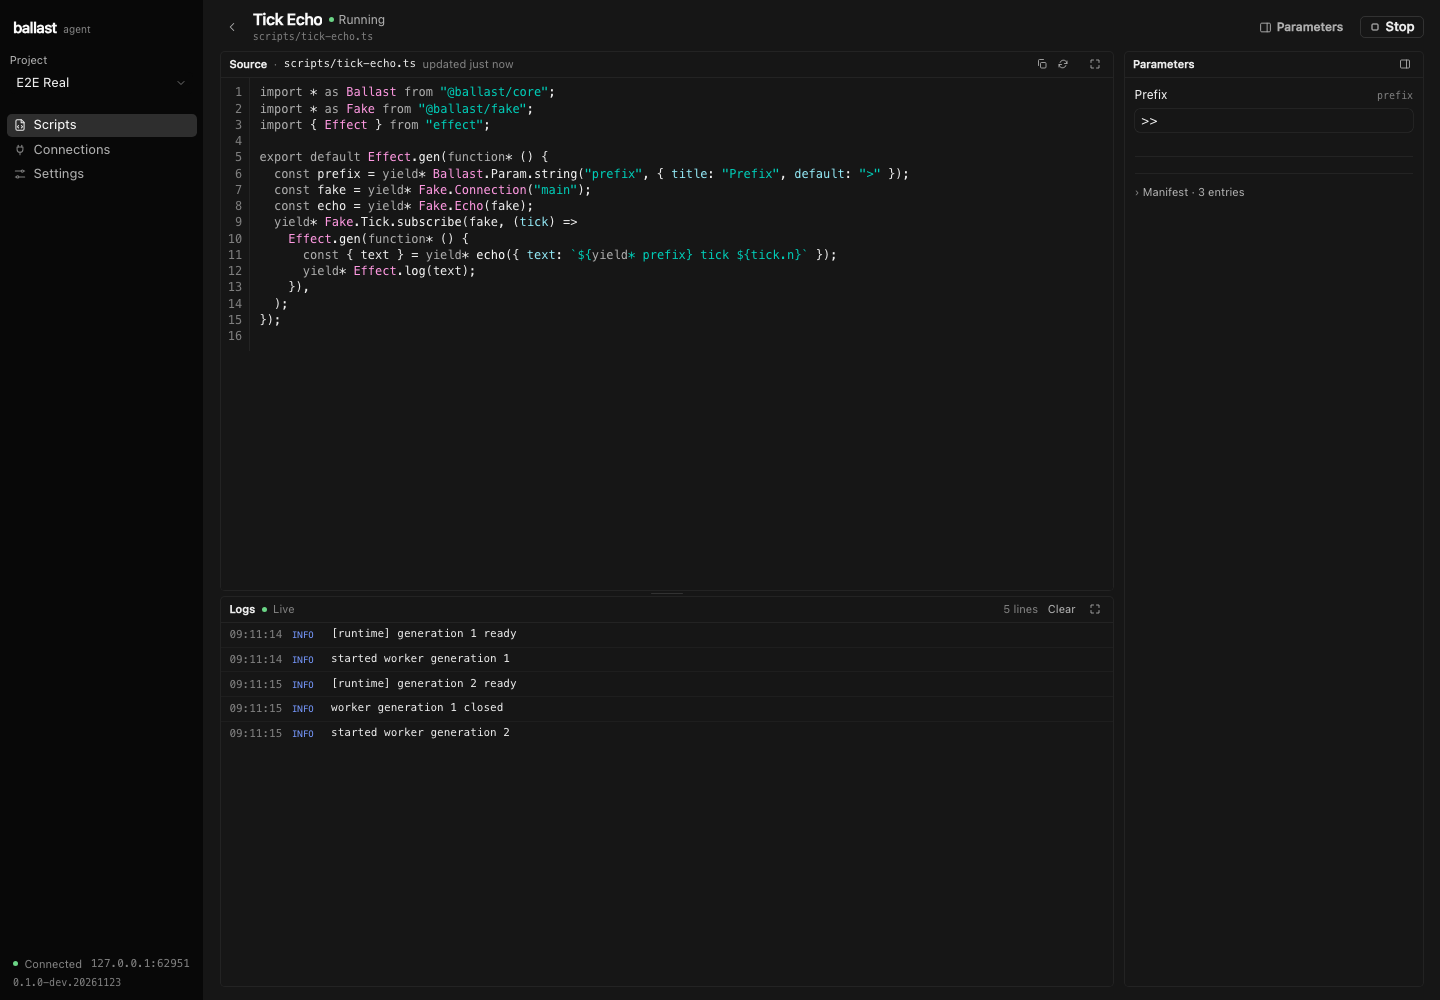 ballast agent
Project
E2E Real
Scripts
Connections
Settings
Connected 127.0.0.1:62951
0.1.0-dev.20261123
Tick Echo Running
scripts/tick-echo.ts
Parameters
Stop
Source · scripts/tick-echo.ts updated just now
1 import * as Ballast from "@ballast/core";
2 import * as Fake from "@ballast/fake";
3 import { Effect } from "effect";
4
5 export default Effect.gen(function* () {
6   const prefix = yield* Ballast.Param.string("prefix", { title: "Prefix", default: ">" });
7   const fake = yield* Fake.Connection("main");
8   const echo = yield* Fake.Echo(fake);
9   yield* Fake.Tick.subscribe(fake, (tick) =>
10     Effect.gen(function* () {
11       const { text } = yield* echo({ text: `${yield* prefix} tick ${tick.n}` });
12       yield* Effect.log(text);
13     }),
14   );
15 });
16
Logs Live
5 lines Clear
09:11:14 INFO [runtime] generation 1 ready
09:11:14 INFO started worker generation 1
09:11:15 INFO [runtime] generation 2 ready
09:11:15 INFO worker generation 1 closed
09:11:15 INFO started worker generation 2
Parameters
Prefix prefix
>>
› Manifest · 3 entries